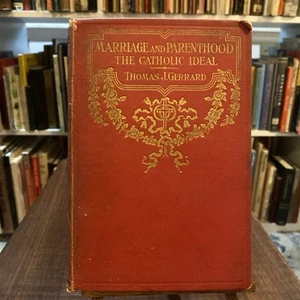 MARRIAGE AND PARENTHOOD
THE CATHOLIC IDEAL
THOMAS J. GERRARD